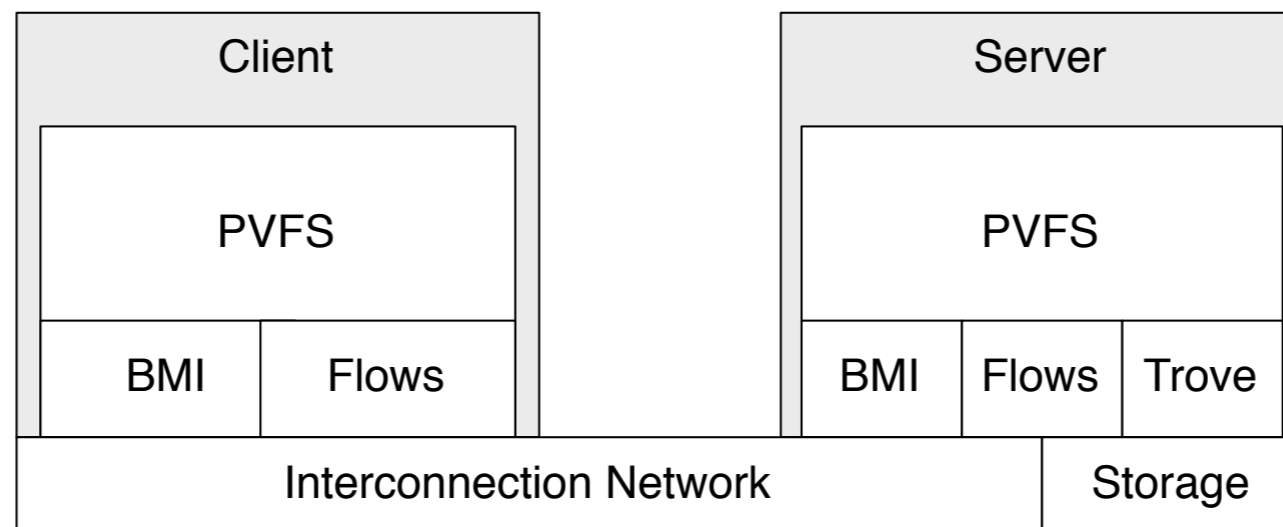 Client
Server
PVFS
PVFS
BMI
Flows
BMI
Flows
Trove
Interconnection Network
Storage